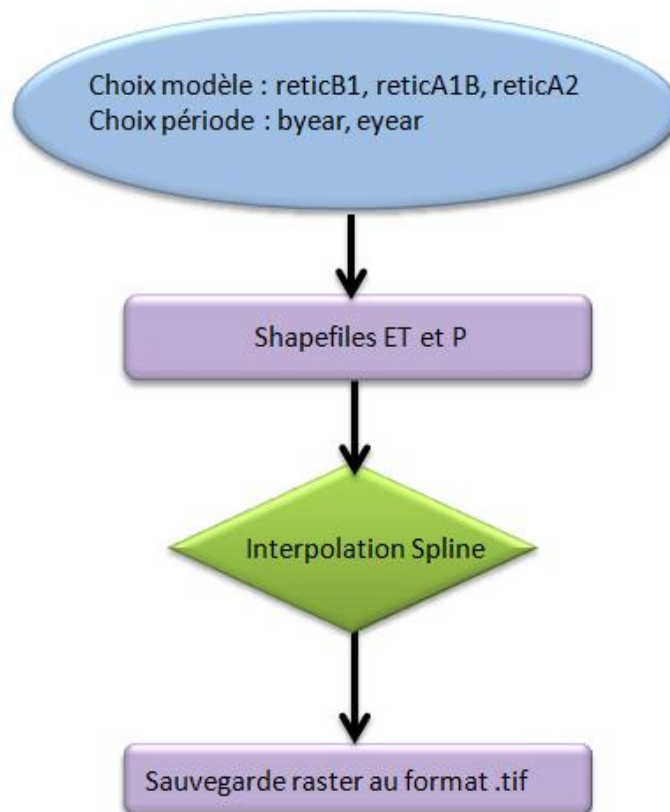 Choix modèle : reticB1, reticA1B, reticA2
Choix période : byear, eyear
Shapefiles ET et P
Interpolation Spline
Sauvegarde raster au format .tif